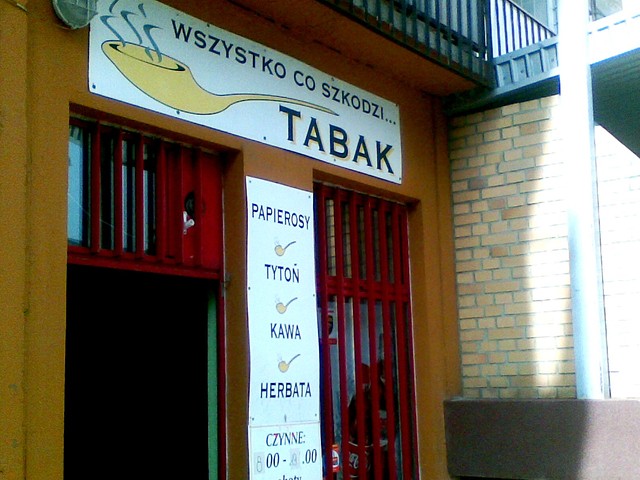 WSZYSTKO CO SZKODZI...
TABAK
PAPIEROSY
TYTOŃ
KAWA
HERBATA
CZYNNE: